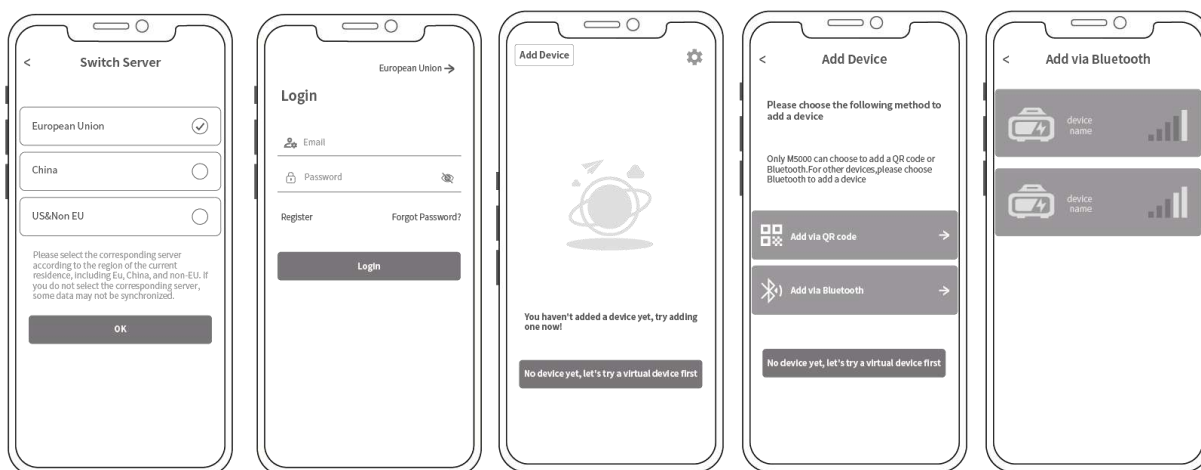 <
Switch Server
European Union
China
US&Non EU
Please select the corresponding server
according to the region of the current
residence, including Eu, China, and non-EU. If
you do not select the corresponding server,
some data may not be synchronized.
OK
European Union →
Login
Email
Password
Register
Forgot Password?
Login
Add Device
You haven't added a device yet, try adding
one now!
No device yet, let's try a virtual device first
<
Add Device
Please choose the following method to
add a device
Only M5000 can choose to add a QR code or
Bluetooth.For other devices,please choose
Bluetooth to add a device
Add via QR code →
Add via Bluetooth →
No device yet, let's try a virtual device first
<
Add via Bluetooth
device
name
device
name